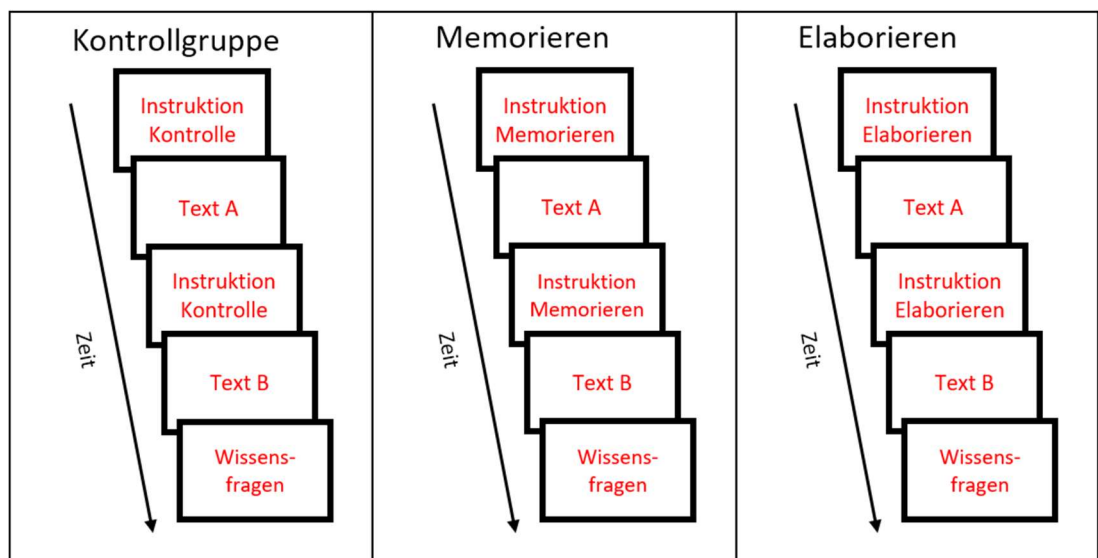 Kontrollgruppe
Instruktion
Kontrolle
Text A
Instruktion
Kontrolle
Text B
Wissens-
fragen
Zeit
Memorieren
Instruktion
Memorieren
Text A
Instruktion
Memorieren
Text B
Wissens-
fragen
Zeit
Elaborieren
Instruktion
Elaborieren
Text A
Instruktion
Elaborieren
Text B
Wissens-
fragen
Zeit